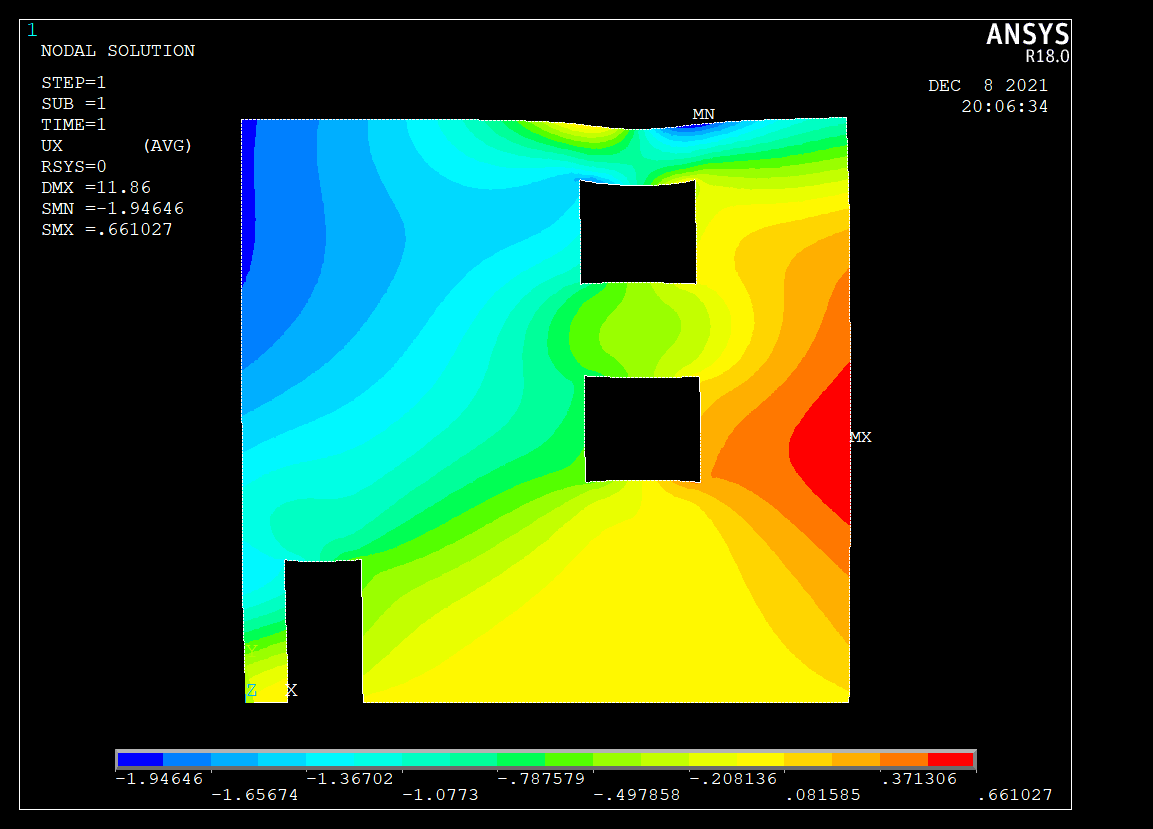 1
ANSYS
R18.0
NODAL SOLUTION
STEP=1
SUB =1
TIME=1
UX (AVG)
RSYS=0
DMX =11.86
SMN =-1.94646
SMX =.661027
DEC 8 2021
20:06:34
MN
MX
Z X
-1.94646 -1.36702 -.787579 -.208136 .371306
-1.65674 -1.0773 -.497858 .081585 .661027